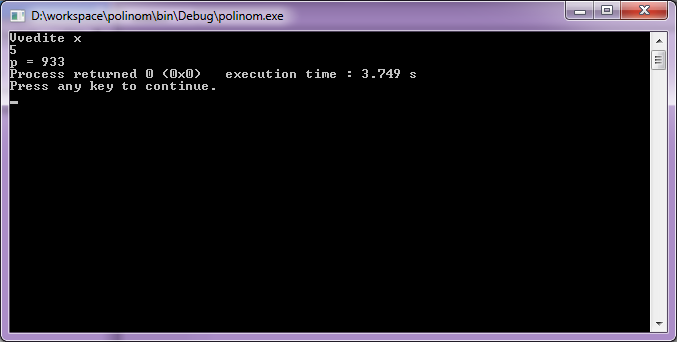 D:\workspace\polinom\bin\Debug\polinom.exe
Vvedite x
5
p = 933
Process returned 0 (0x0)   execution time : 3.749 s
Press any key to continue.